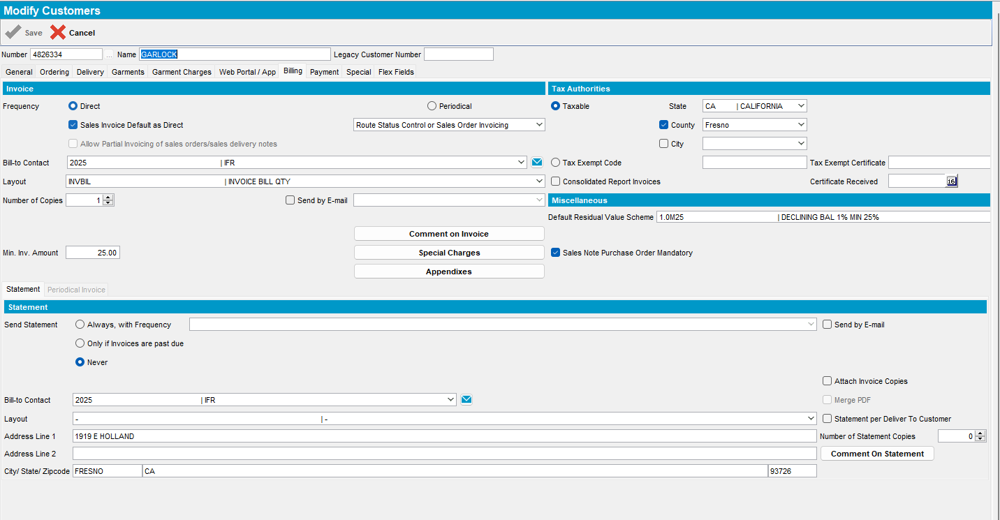 Modify Customers
Save Cancel
Number 4826334 ... Name GARLOCK Legacy Customer Number
General Ordering Delivery Garments Garment Charges Web Portal / App Billing Payment Special Flex Fields
Invoice Tax Authorities
Frequency Direct Periodical Taxable State CA | CALIFORNIA
Sales Invoice Default as Direct Route Status Control or Sales Order Invoicing County Fresno
Allow Partial Invoicing of sales orders/sales delivery notes City
Bill-to Contact 2025 | IFR Tax Exempt Code Tax Exempt Certificate
Layout INVBIL | INVOICE BILL QTY Consolidated Report Invoices Certificate Received 16
Number of Copies 1 Send by E-mail Miscellaneous
Default Residual Value Scheme 1.0M25 | DECLINING BAL 1% MIN 25%
Comment on Invoice
Min. Inv. Amount 25.00 Special Charges Sales Note Purchase Order Mandatory
Appendixes
Statement Periodical Invoice
Statement
Send Statement Always, with Frequency Send by E-mail
Only if Invoices are past due
Never
Attach Invoice Copies
Bill-to Contact 2025 | IFR Merge PDF
Layout - | - Statement per Deliver To Customer
Address Line 1 1919 E HOLLAND Number of Statement Copies 0
Address Line 2 Comment On Statement
City/ State/ Zipcode FRESNO CA 93726